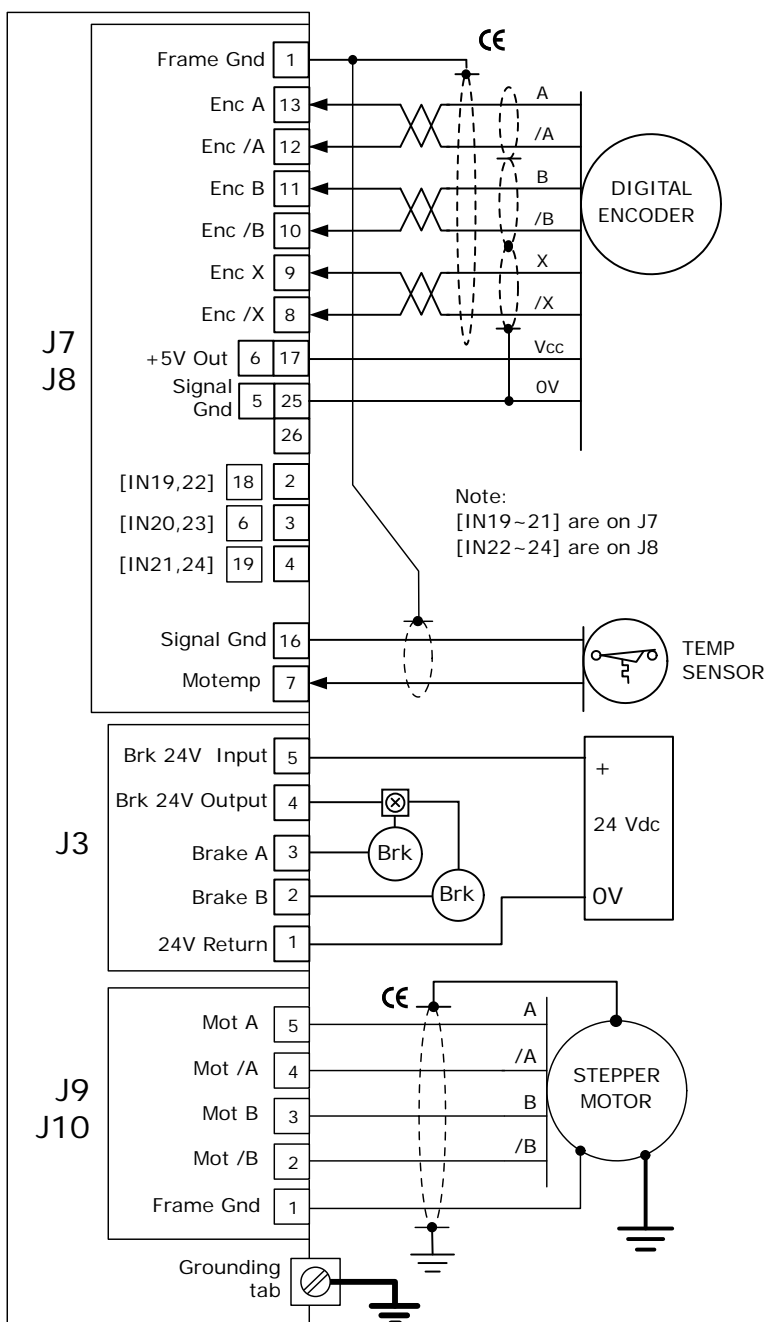 Frame Gnd 1
CE
Enc A 13 A
Enc /A 12 /A
Enc B 11 B
Enc /B 10 /B
Enc X 9 X
Enc /X 8 /X
DIGITAL
ENCODER
J7
J8
+5V Out 6 17 Vcc
Signal
Gnd 5 25 0V
26
[IN19,22] 18 2
[IN20,23] 6 3
[IN21,24] 19 4
Note:
[IN19~21] are on J7
[IN22~24] are on J8
Signal Gnd 16
Motemp 7
TEMP
SENSOR
J3
Brk 24V Input 5 +
Brk 24V Output 4
24 Vdc
Brake A 3 Brk
Brake B 2 Brk 0V
24V Return 1
CE
J9
J10
Mot A 5 A
Mot /A 4 /A
Mot B 3 B
Mot /B 2 /B
Frame Gnd 1
STEPPER
MOTOR
Grounding
tab